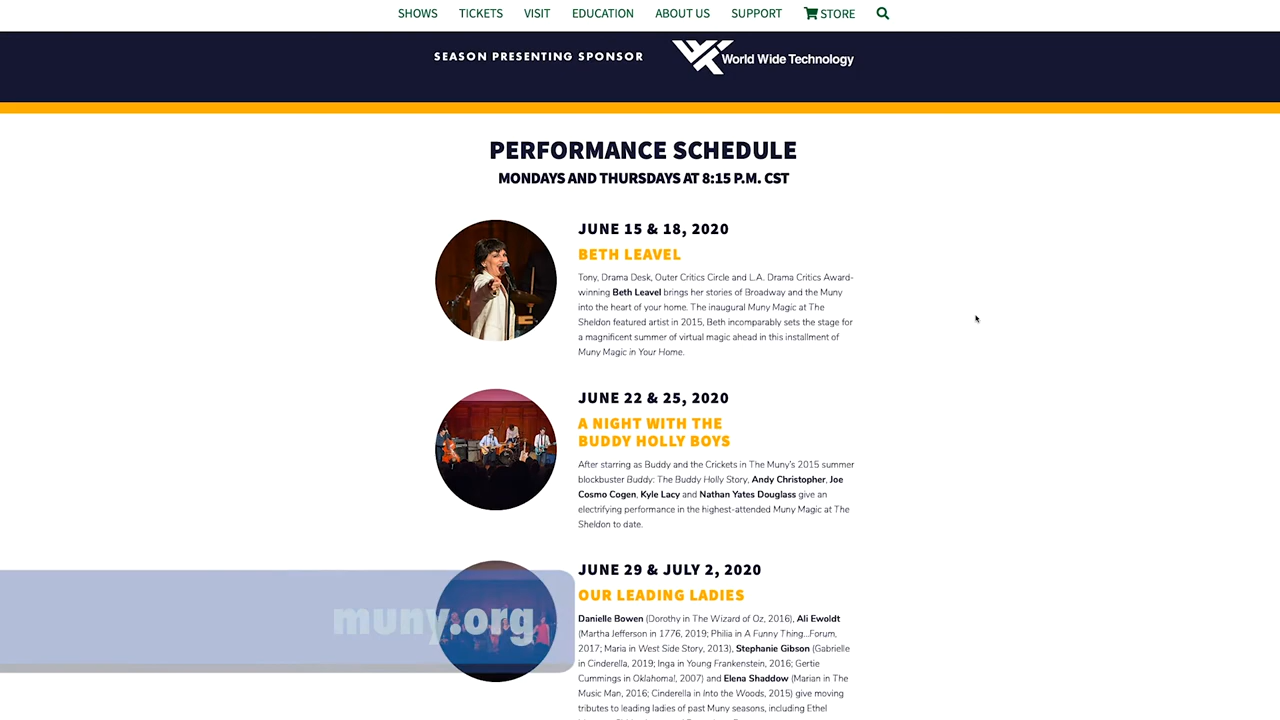 SHOWS TICKETS VISIT EDUCATION ABOUT US SUPPORT STORE
SEASON PRESENTING SPONSOR World Wide Technology
PERFORMANCE SCHEDULE
MONDAYS AND THURSDAYS AT 8:15 P.M. CST
JUNE 15 & 18, 2020
BETH LEAVEL
Tony, Drama Desk, Outer Critics Circle and L.A. Drama Critics Award-
winning Beth Leavel brings her stories of Broadway and the Muny
into the heart of your home. The inaugural Muny Magic at The
Sheldon featured artist in 2015, Beth incomparably sets the stage for
a magnificent summer of virtual magic ahead in this installment of
Muny Magic in Your Home.
JUNE 22 & 25, 2020
A NIGHT WITH THE
BUDDY HOLLY BOYS
After starring as Buddy and the Crickets in The Muny's 2015 summer
blockbuster Buddy: The Buddy Holly Story, Andy Christopher, Joe
Cosmo Cogen, Kyle Lacy and Nathan Yates Douglass give an
electrifying performance in the highest-attended Muny Magic at The
Sheldon to date.
JUNE 29 & JULY 2, 2020
OUR LEADING LADIES
Danielle Bowen (Dorothy in The Wizard of Oz, 2016), Ali Ewoldt
(Martha Jefferson in 1776, 2019; Philia in A Funny Thing...Forum,
2017; Maria in West Side Story, 2013), Stephanie Gibson (Gabrielle
in Cinderella, 2019; Inga in Young Frankenstein, 2016; Gertie
Cummings in Oklahoma!, 2007) and Elena Shaddow (Marian in The
Music Man, 2016; Cinderella in Into the Woods, 2015) give moving
tributes to leading ladies of past Muny seasons, including Ethel
muny.org